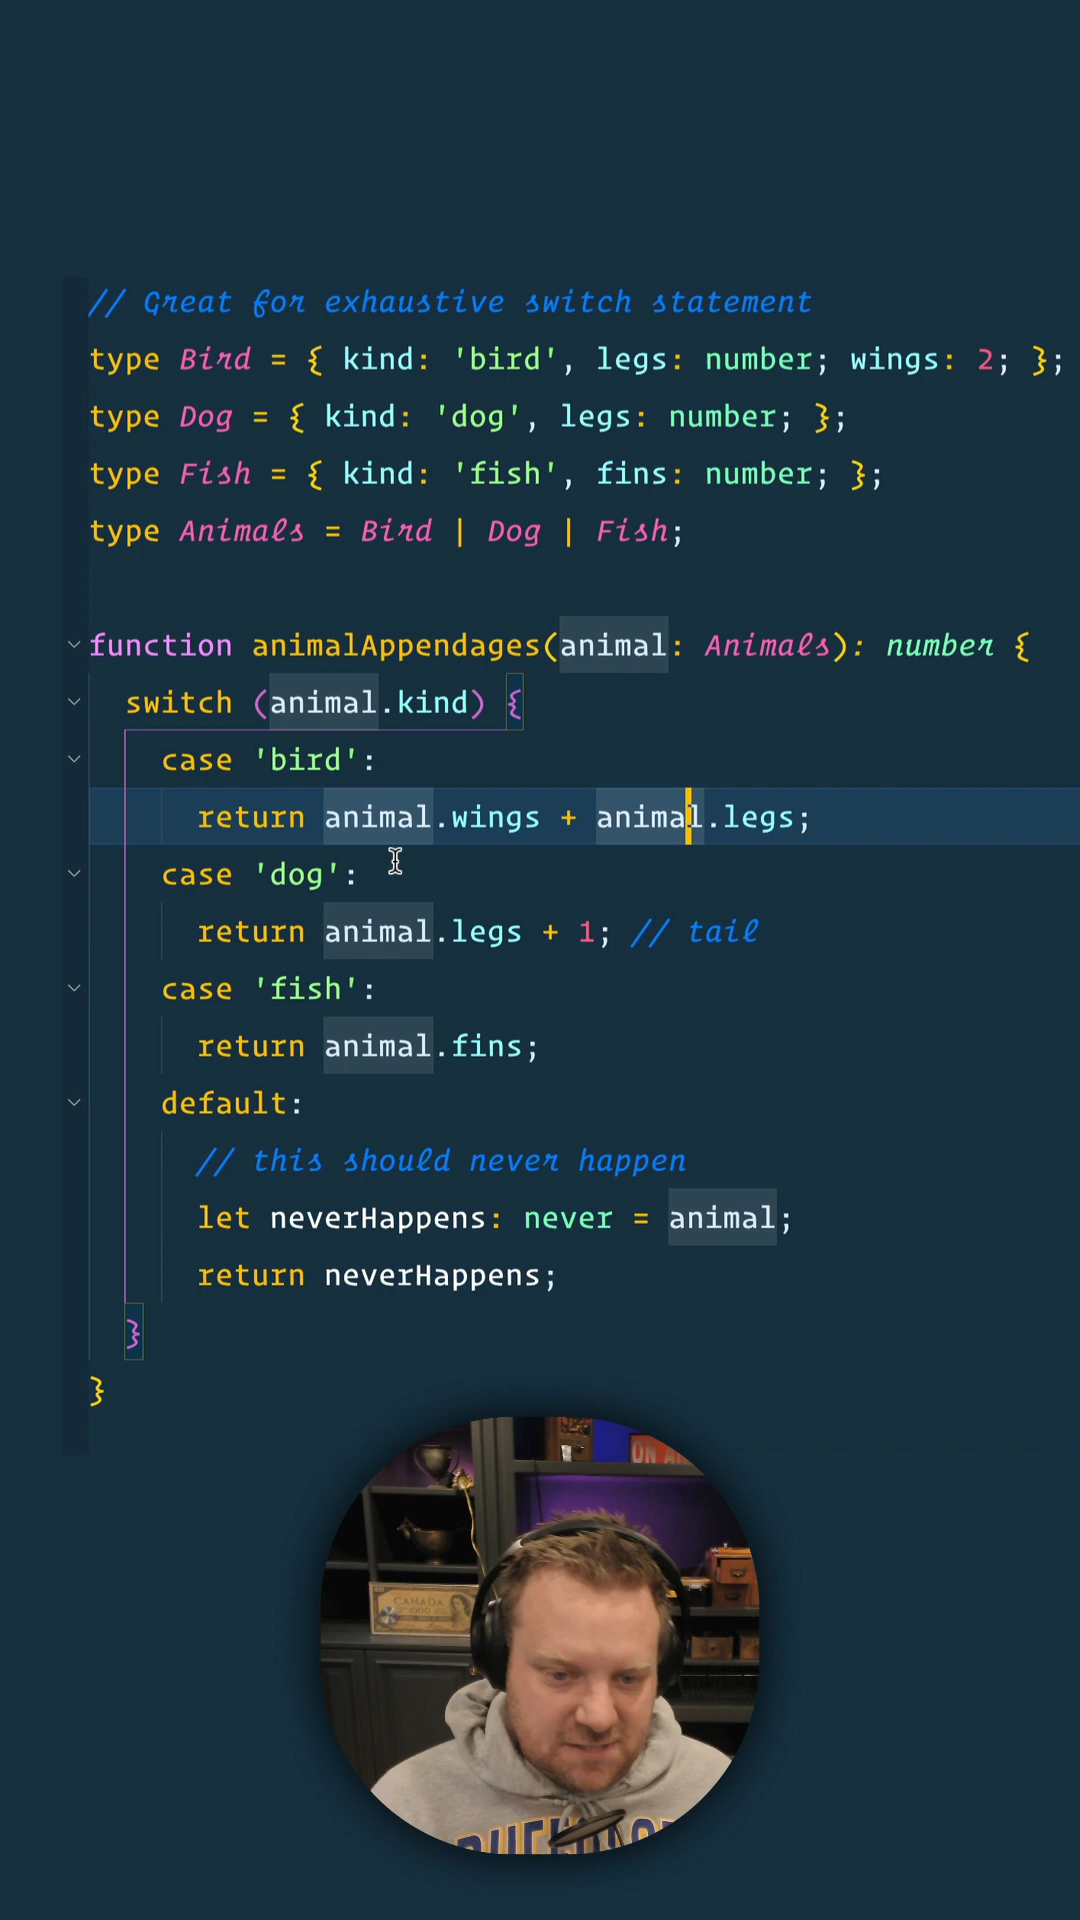 // Great for exhaustive switch statement
type Bird = { kind: 'bird', legs: number; wings: 2; };
type Dog = { kind: 'dog', legs: number; };
type Fish = { kind: 'fish', fins: number; };
type Animals = Bird | Dog | Fish;
function animalAppendages(animal: Animals): number {
switch (animal.kind) {
case 'bird':
return animal.wings + animal.legs;
case 'dog':
return animal.legs + 1; // tail
case 'fish':
return animal.fins;
default:
// this should never happen
let neverHappens: never = animal;
return neverHappens;
}
}
ON
CANADA
1000